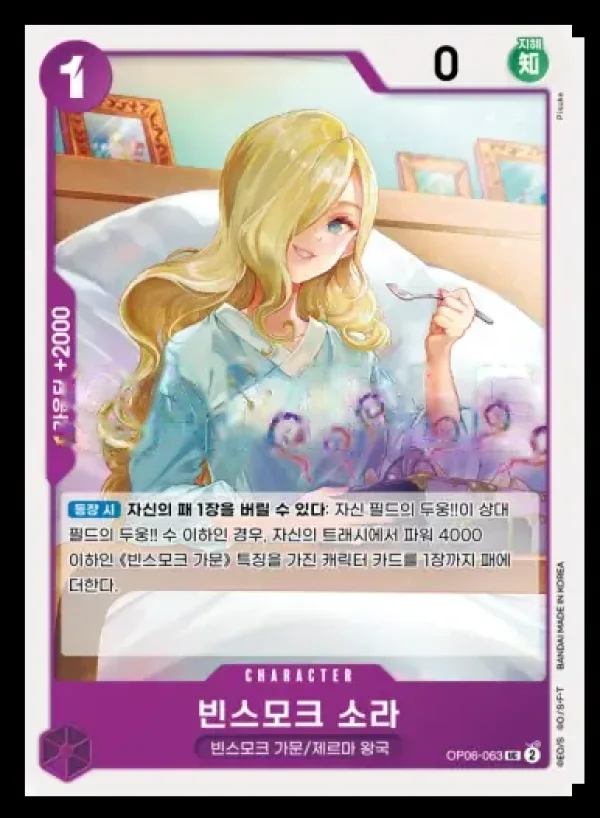 1
0
지혜
知
Pisuke
카운터 +2000
등장 시 자신의 패 1장을 버릴 수 있다: 자신 필드의 두웅!!이 상대
필드의 두웅!! 수 이하인 경우, 자신의 트래시에서 파워 4000
이하인 《빈스모크 가문》 특징을 가진 캐릭터 카드를 1장까지 패에
더한다.
CHARACTER
빈스모크 소라
빈스모크 가문/제르마 왕국
OP06-063 UC 2
©EO/S ©O/S・F・T BANDAI MADE IN KOREA